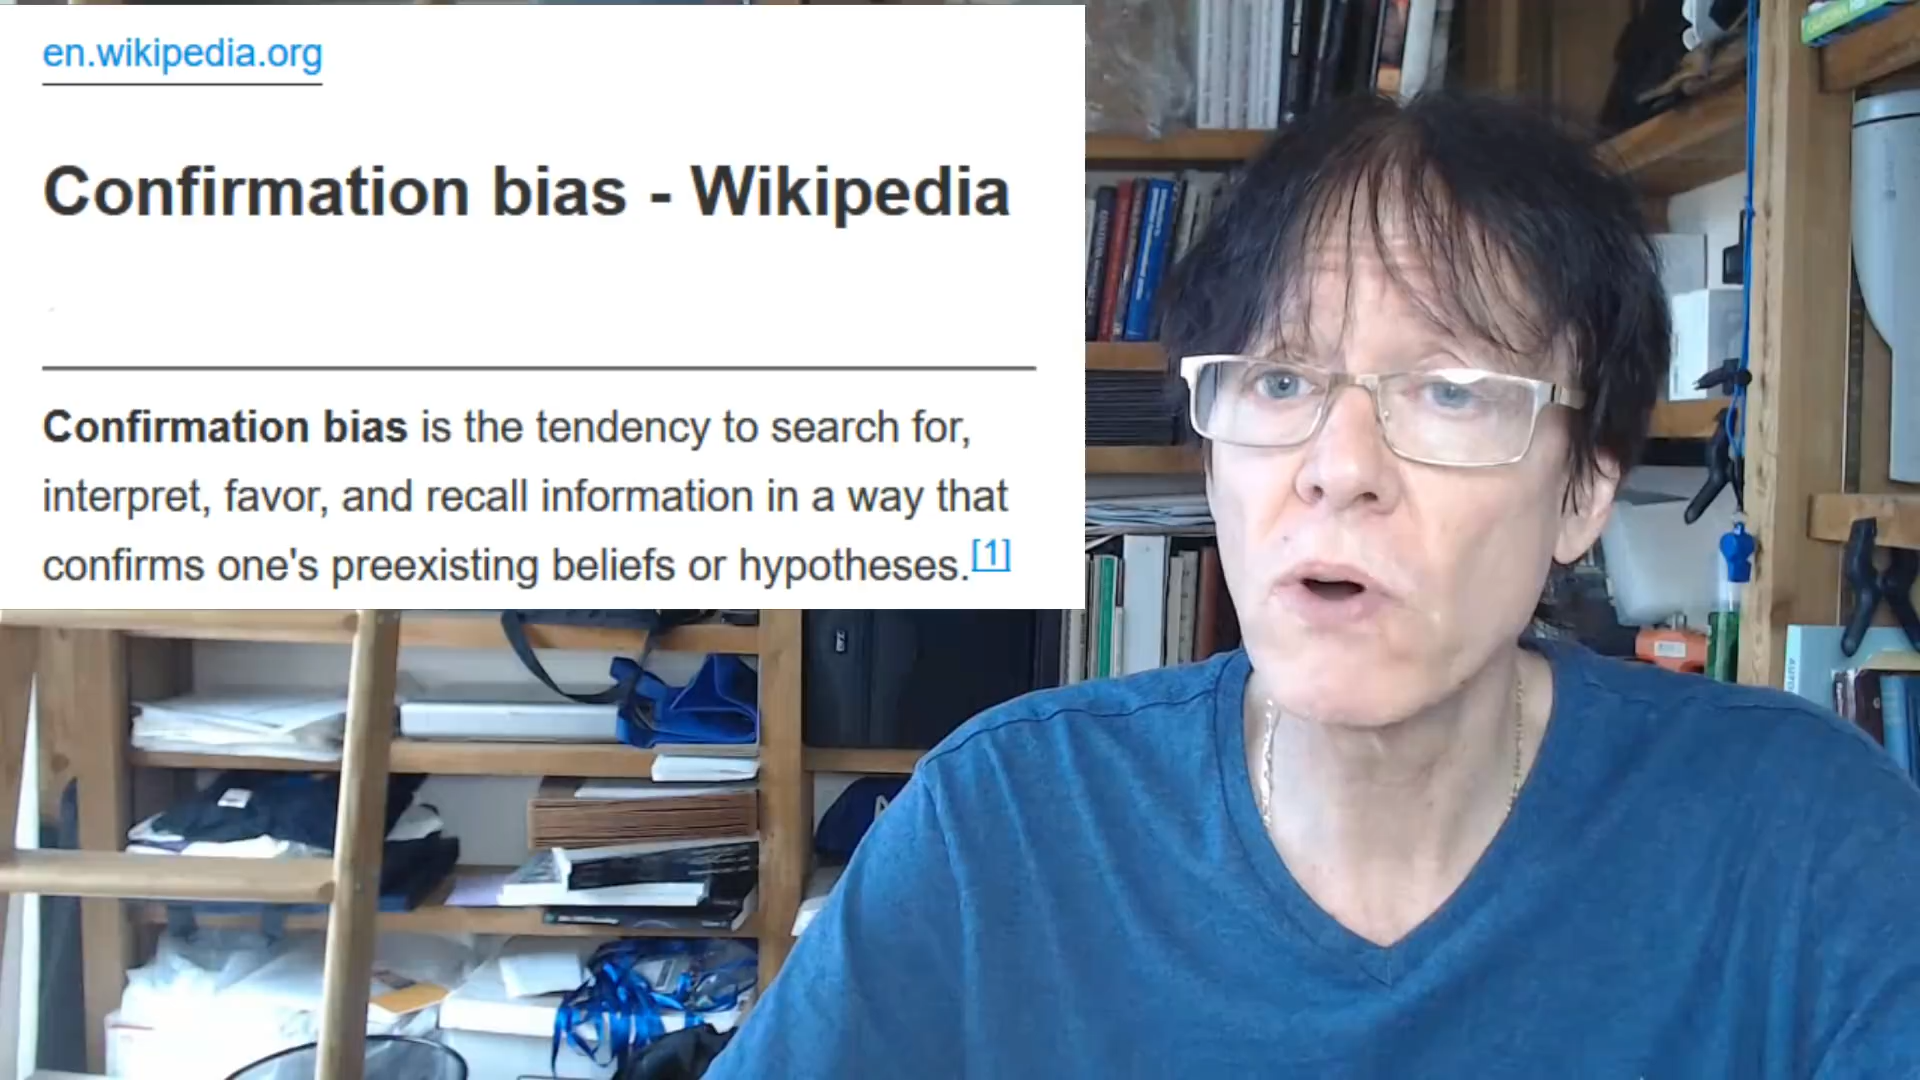 en.wikipedia.org
Confirmation bias - Wikipedia
Confirmation bias is the tendency to search for,
interpret, favor, and recall information in a way that
confirms one's preexisting beliefs or hypotheses.[1]